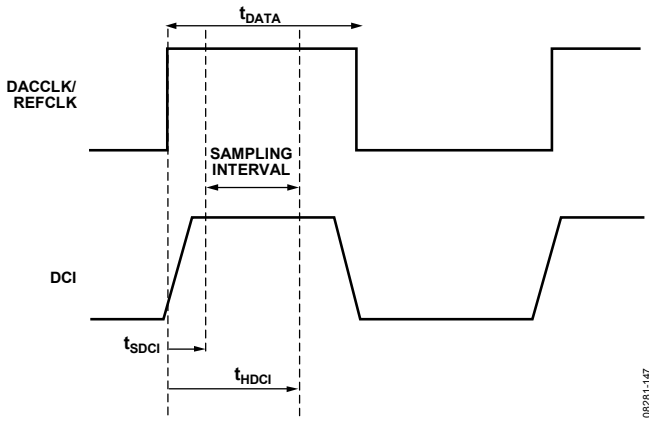 tDATA
DACCLK/
REFCLK
SAMPLING
INTERVAL
DCI
tSDCI
tHDCI
08281-147